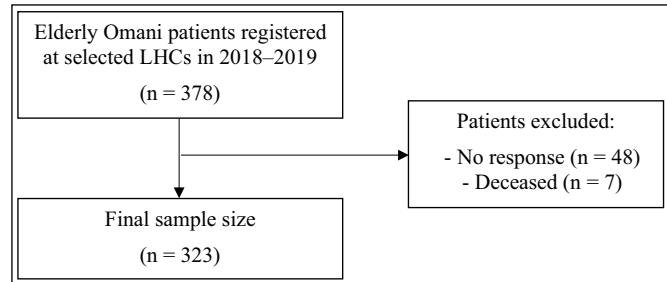 Elderly Omani patients registered
at selected LHCs in 2018–2019
(n = 378)
Patients excluded:
- No response (n = 48)
- Deceased (n = 7)
Final sample size
(n = 323)